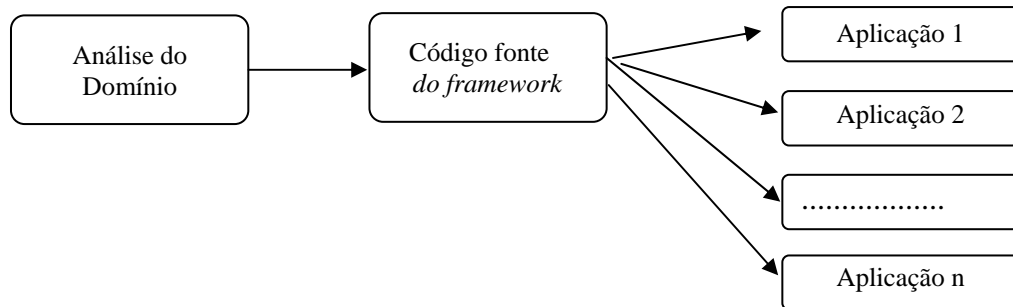 Análise do
Domínio
Código fonte
do framework
Aplicação 1
Aplicação 2
..................
Aplicação n